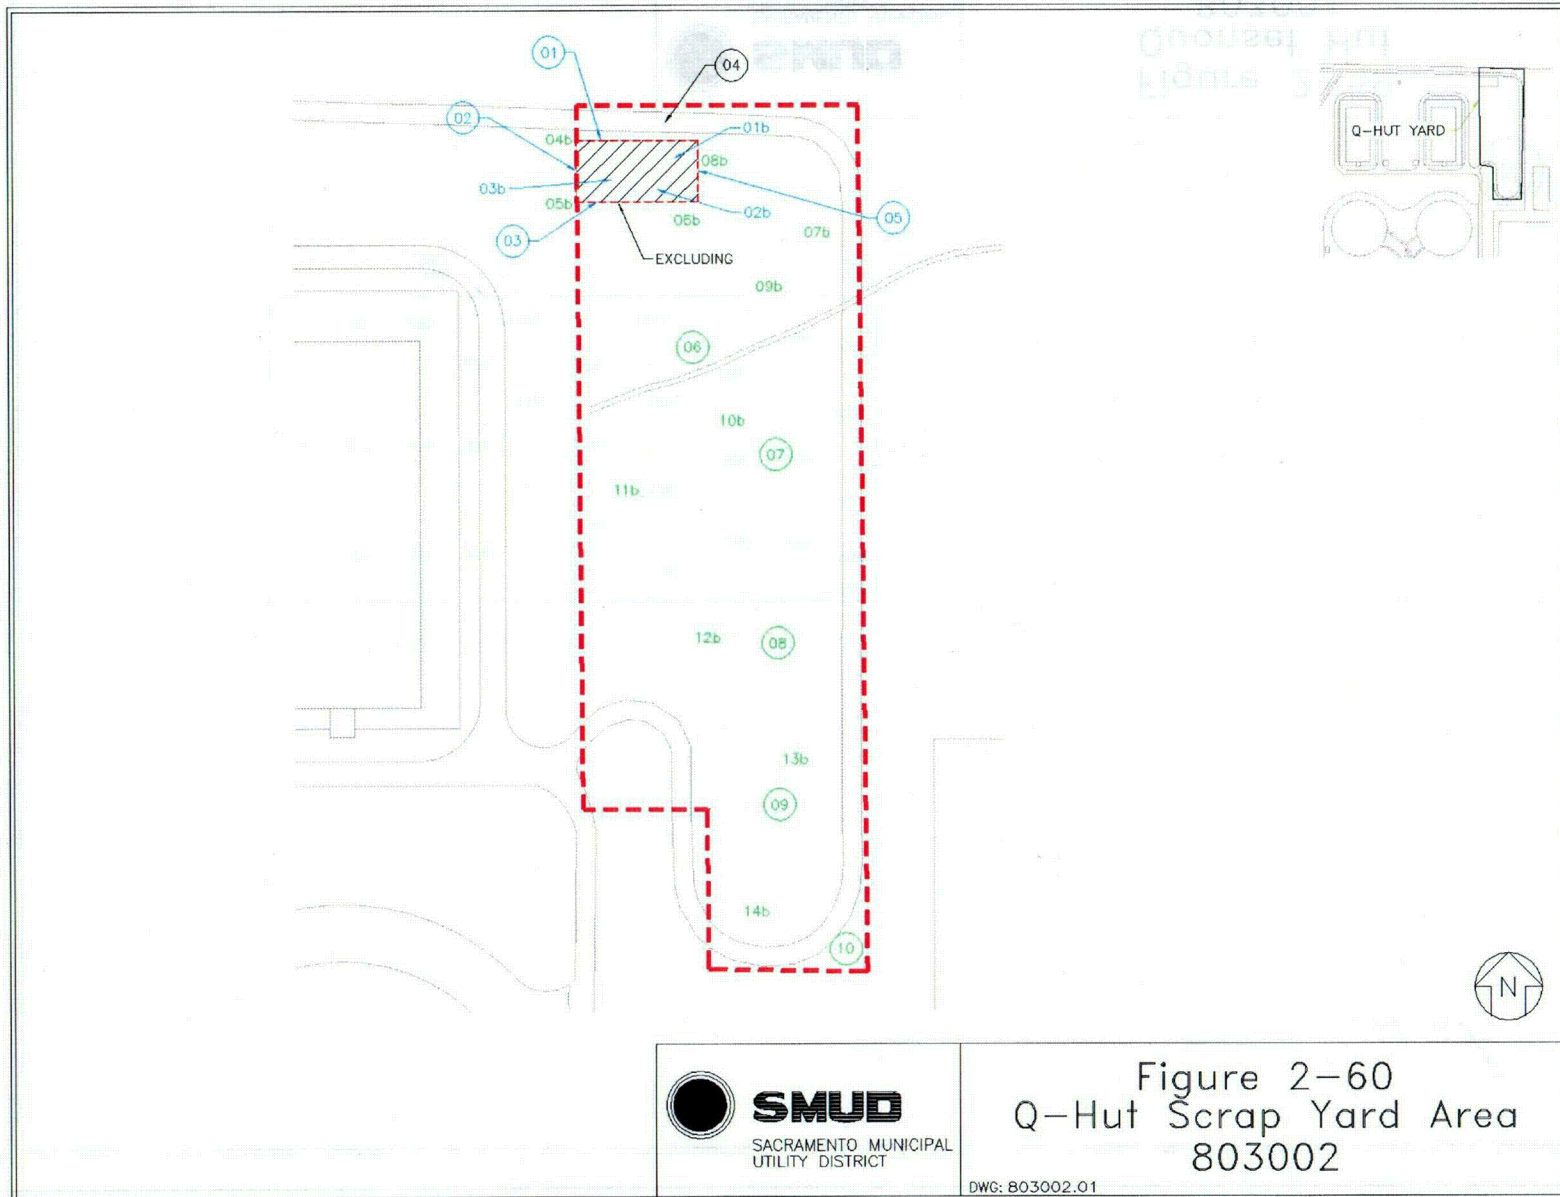 01
04
02
04b
01b
08b
03b
05b
06b
02b
05
07b
03
EXCLUDING
09b
06
10b
07
11b
12b
08
13b
09
14b
10
Q-HUT YARD
N
SMUD
SACRAMENTO MUNICIPAL
UTILITY DISTRICT
Figure 2-60
Q-Hut Scrap Yard Area
803002
DWG: 803002.01